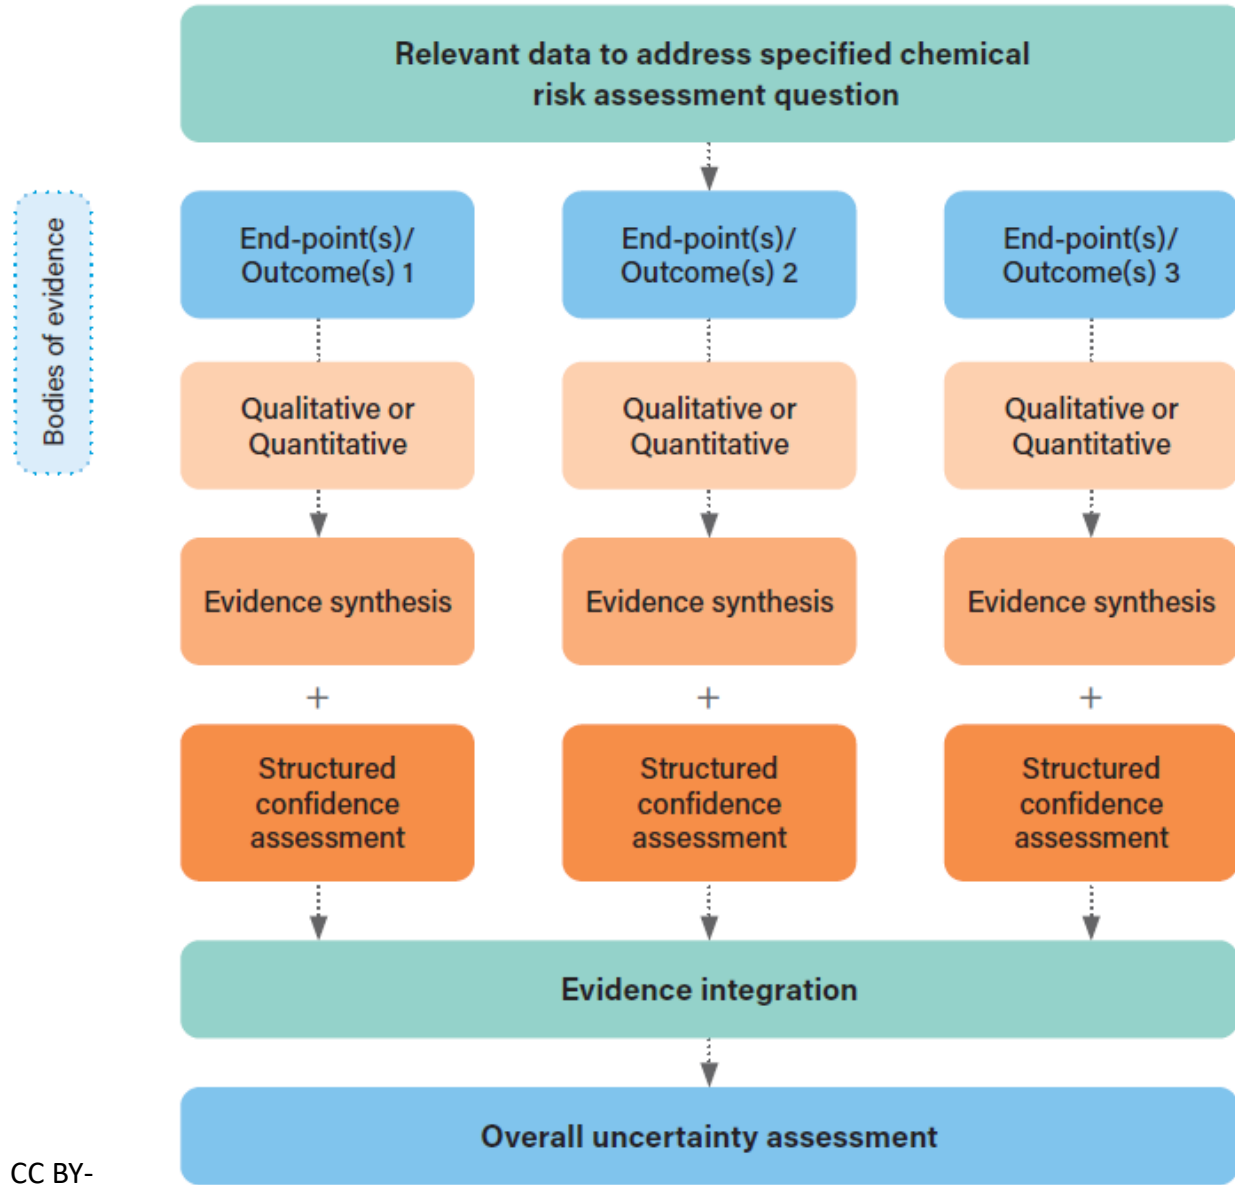 Relevant data to address specified chemical
risk assessment question
Bodies of evidence
End-point(s)/
Outcome(s) 1
End-point(s)/
Outcome(s) 2
End-point(s)/
Outcome(s) 3
Qualitative or
Quantitative
Qualitative or
Quantitative
Qualitative or
Quantitative
Evidence synthesis
Evidence synthesis
Evidence synthesis
+
+
+
Structured
confidence
assessment
Structured
confidence
assessment
Structured
confidence
assessment
Evidence integration
Overall uncertainty assessment
CC BY-